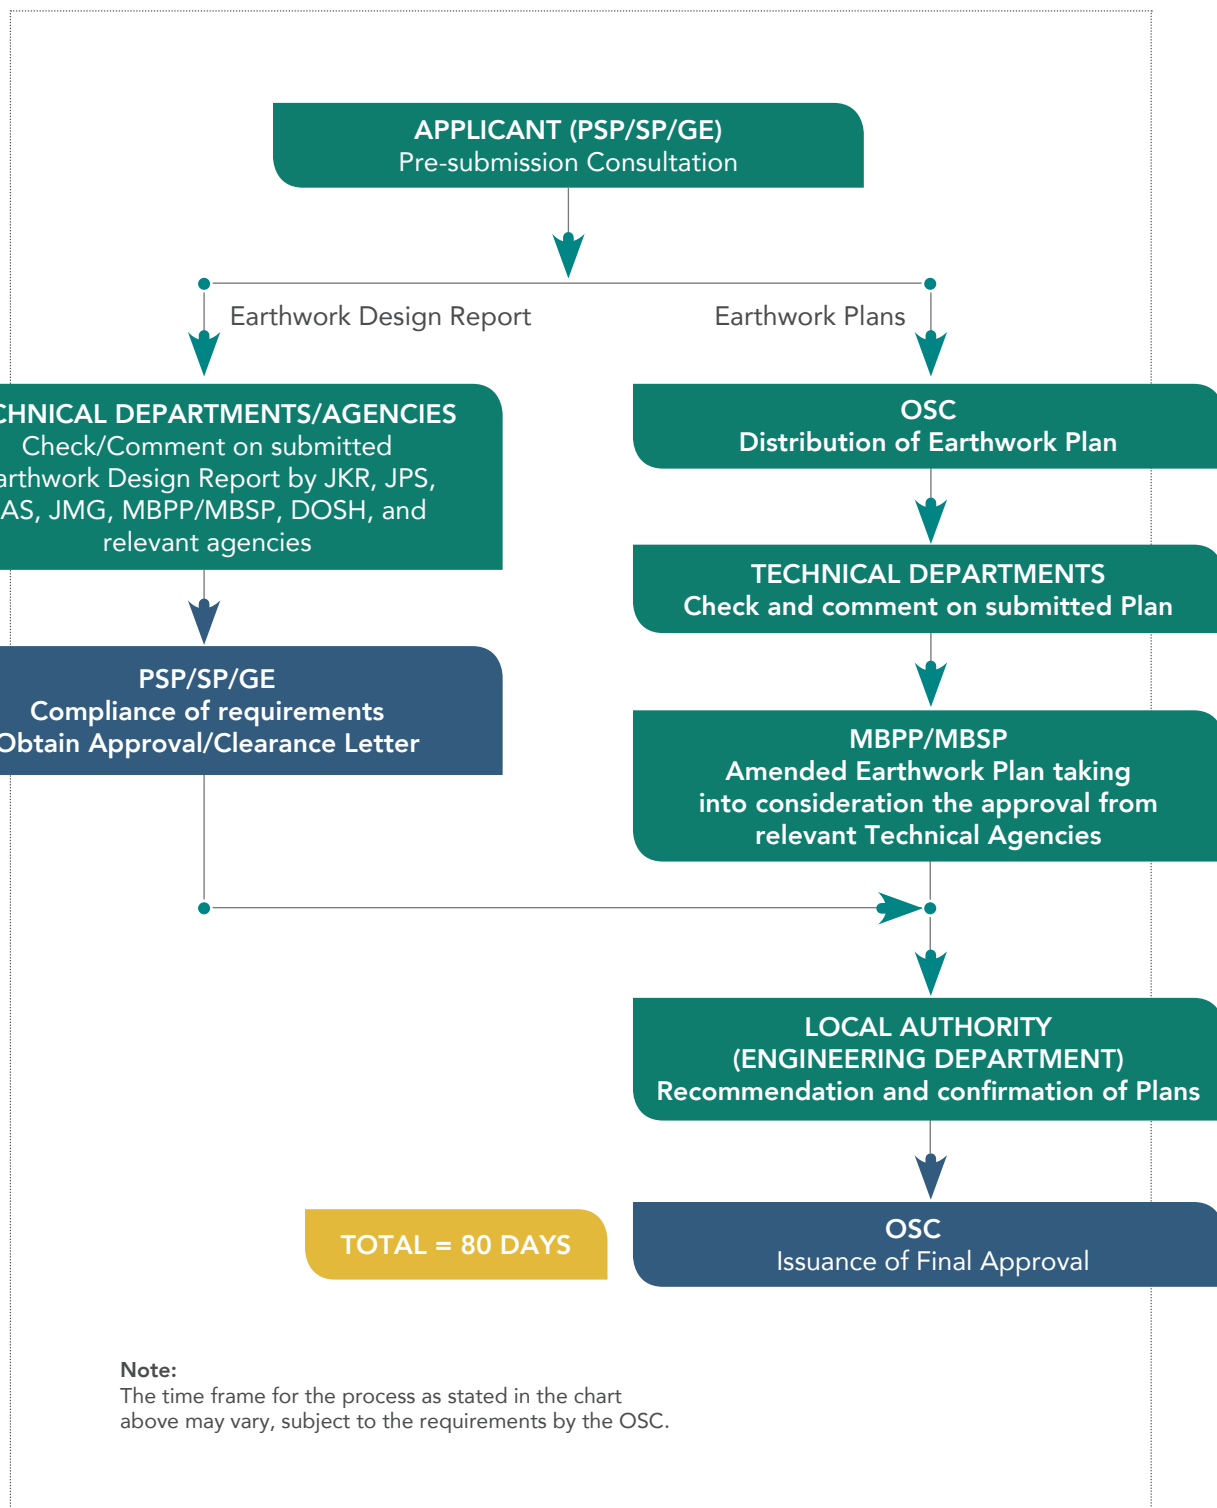 APPLICANT (PSP/SP/GE)
Pre-submission Consultation
Earthwork Design Report
Earthwork Plans
CHNICAL DEPARTMENTS/AGENCIES
Check/Comment on submitted
arthwork Design Report by JKR, JPS,
AS, JMG, MBPP/MBSP, DOSH, and
relevant agencies
PSP/SP/GE
Compliance of requirements
Obtain Approval/Clearance Letter
OSC
Distribution of Earthwork Plan
TECHNICAL DEPARTMENTS
Check and comment on submitted Plan
MBPP/MBSP
Amended Earthwork Plan taking
into consideration the approval from
relevant Technical Agencies
LOCAL AUTHORITY
(ENGINEERING DEPARTMENT)
Recommendation and confirmation of Plans
TOTAL = 80 DAYS
OSC
Issuance of Final Approval
Note:
The time frame for the process as stated in the chart
above may vary, subject to the requirements by the OSC.